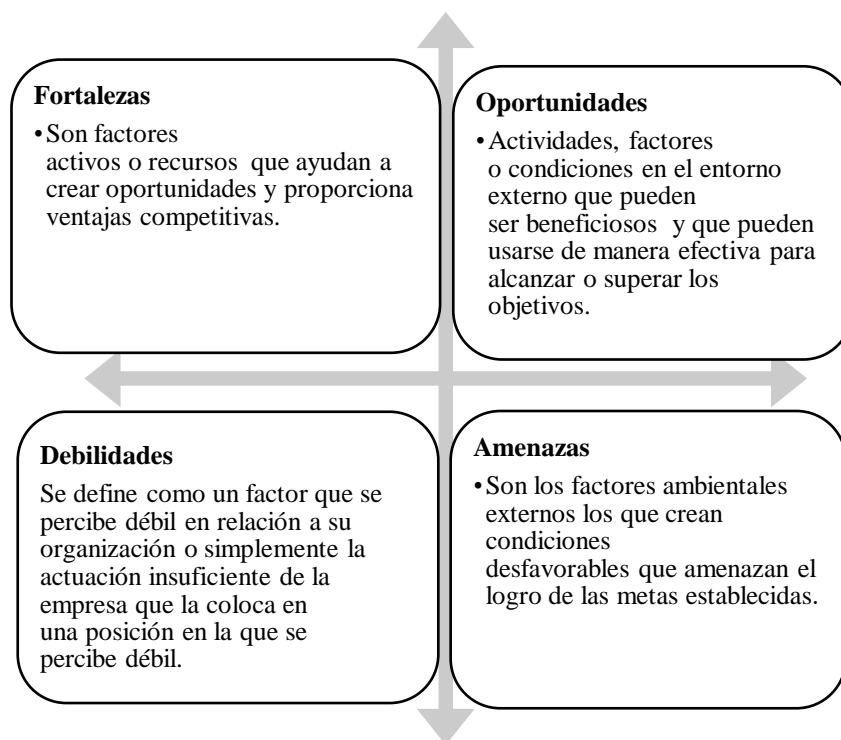 Fortalezas
•Son factores
activos o recursos que ayudan a
crear oportunidades y proporciona
ventajas competitivas.
Oportunidades
•Actividades, factores
o condiciones en el entorno
externo que pueden
ser beneficiosos y que pueden
usarse de manera efectiva para
alcanzar o superar los
objetivos.
Debilidades
Se define como un factor que se
percibe débil en relación a su
organización o simplemente la
actuación insuficiente de la
empresa que la coloca en
una posición en la que se
percibe débil.
Amenazas
•Son los factores ambientales
externos los que crean
condiciones
desfavorables que amenazan el
logro de las metas establecidas.